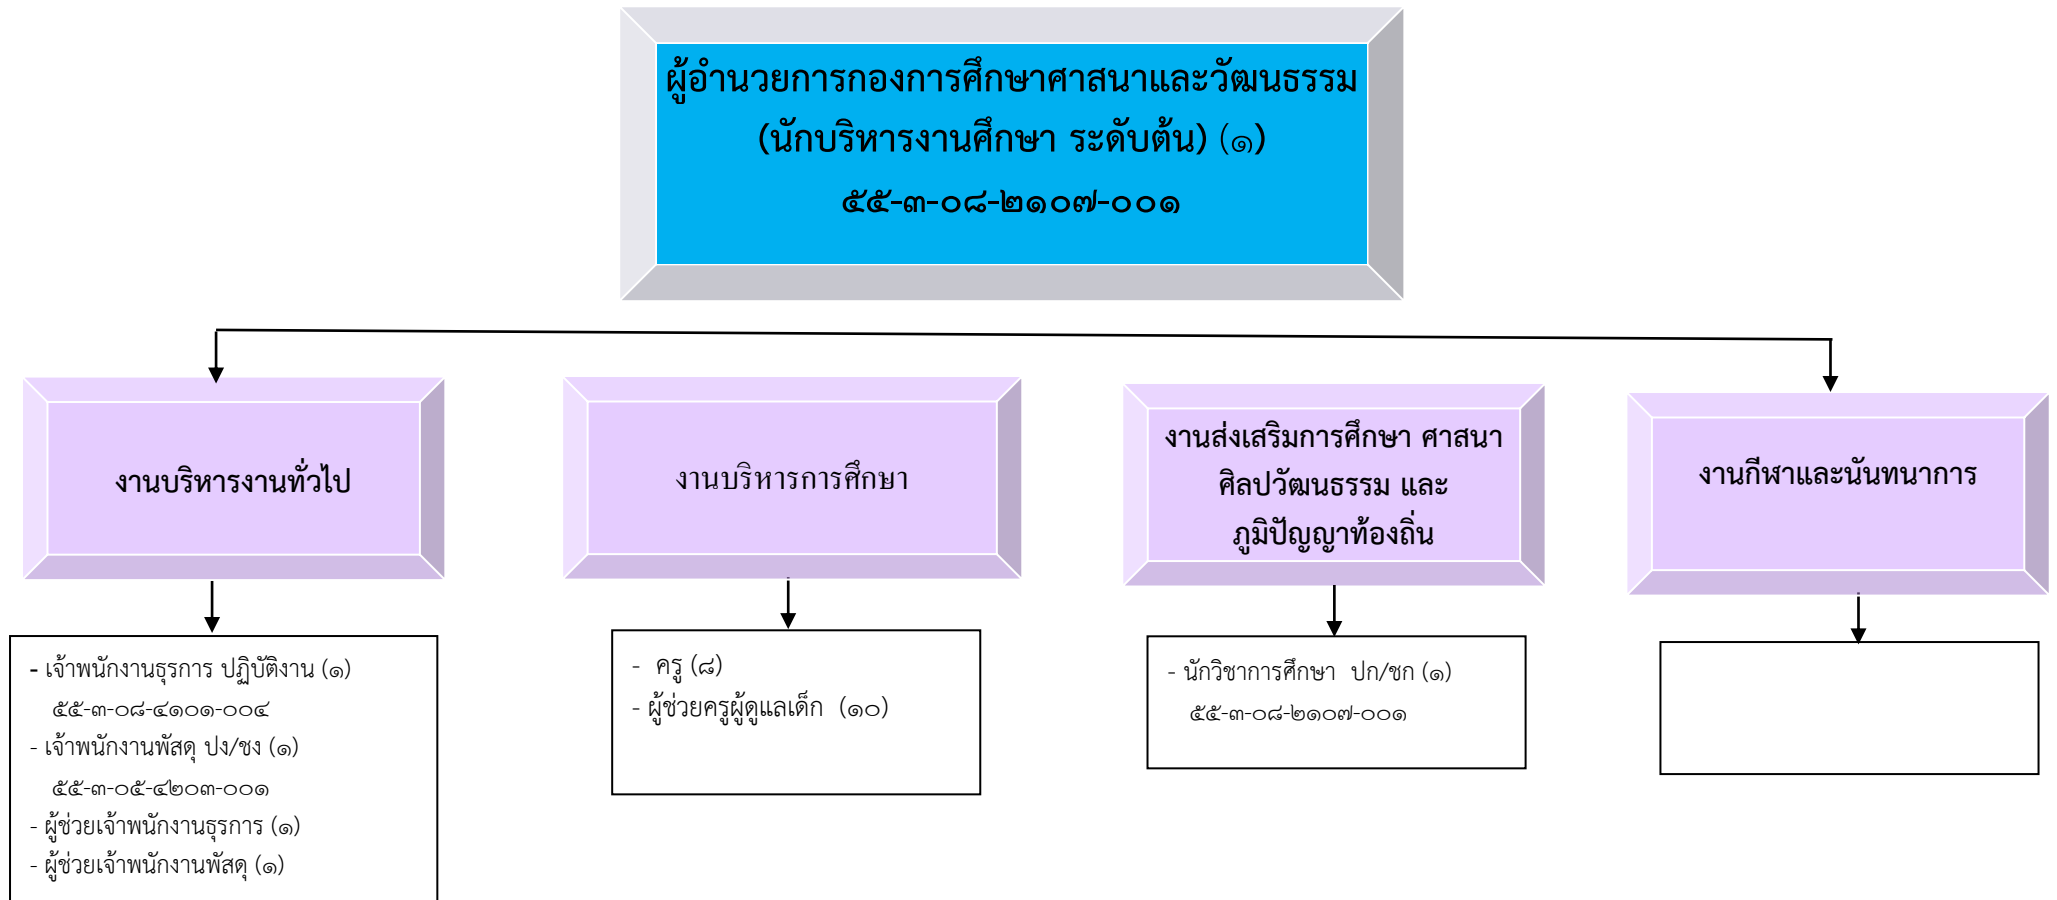 ผู้อำนวยการกองการศึกษาศาสนาและวัฒนธรรม
(นักบริหารงานศึกษา ระดับต้น) (๑)
๕๕-๓-๐๘-๒๑๐๗-๐๐๑
งานบริหารงานทั่วไป
- เจ้าพนักงานธุรการ ปฏิบัติงาน (๑)
๕๕-๓-๐๘-๔๑๐๑-๐๐๔
- เจ้าพนักงานพัสดุ ปง/ชง (๑)
๕๕-๓-๐๕-๔๒๐๓-๐๐๑
- ผู้ช่วยเจ้าพนักงานธุรการ (๑)
- ผู้ช่วยเจ้าพนักงานพัสดุ (๑)
งานบริหารการศึกษา
- ครู (๘)
- ผู้ช่วยครูผู้ดูแลเด็ก (๑๐)
งานส่งเสริมการศึกษา ศาสนา
ศิลปวัฒนธรรม และ
ภูมิปัญญาท้องถิ่น
- นักวิชาการศึกษา ปก/ชก (๑)
๕๕-๓-๐๘-๒๑๐๗-๐๐๑
งานกีฬาและนันทนาการ